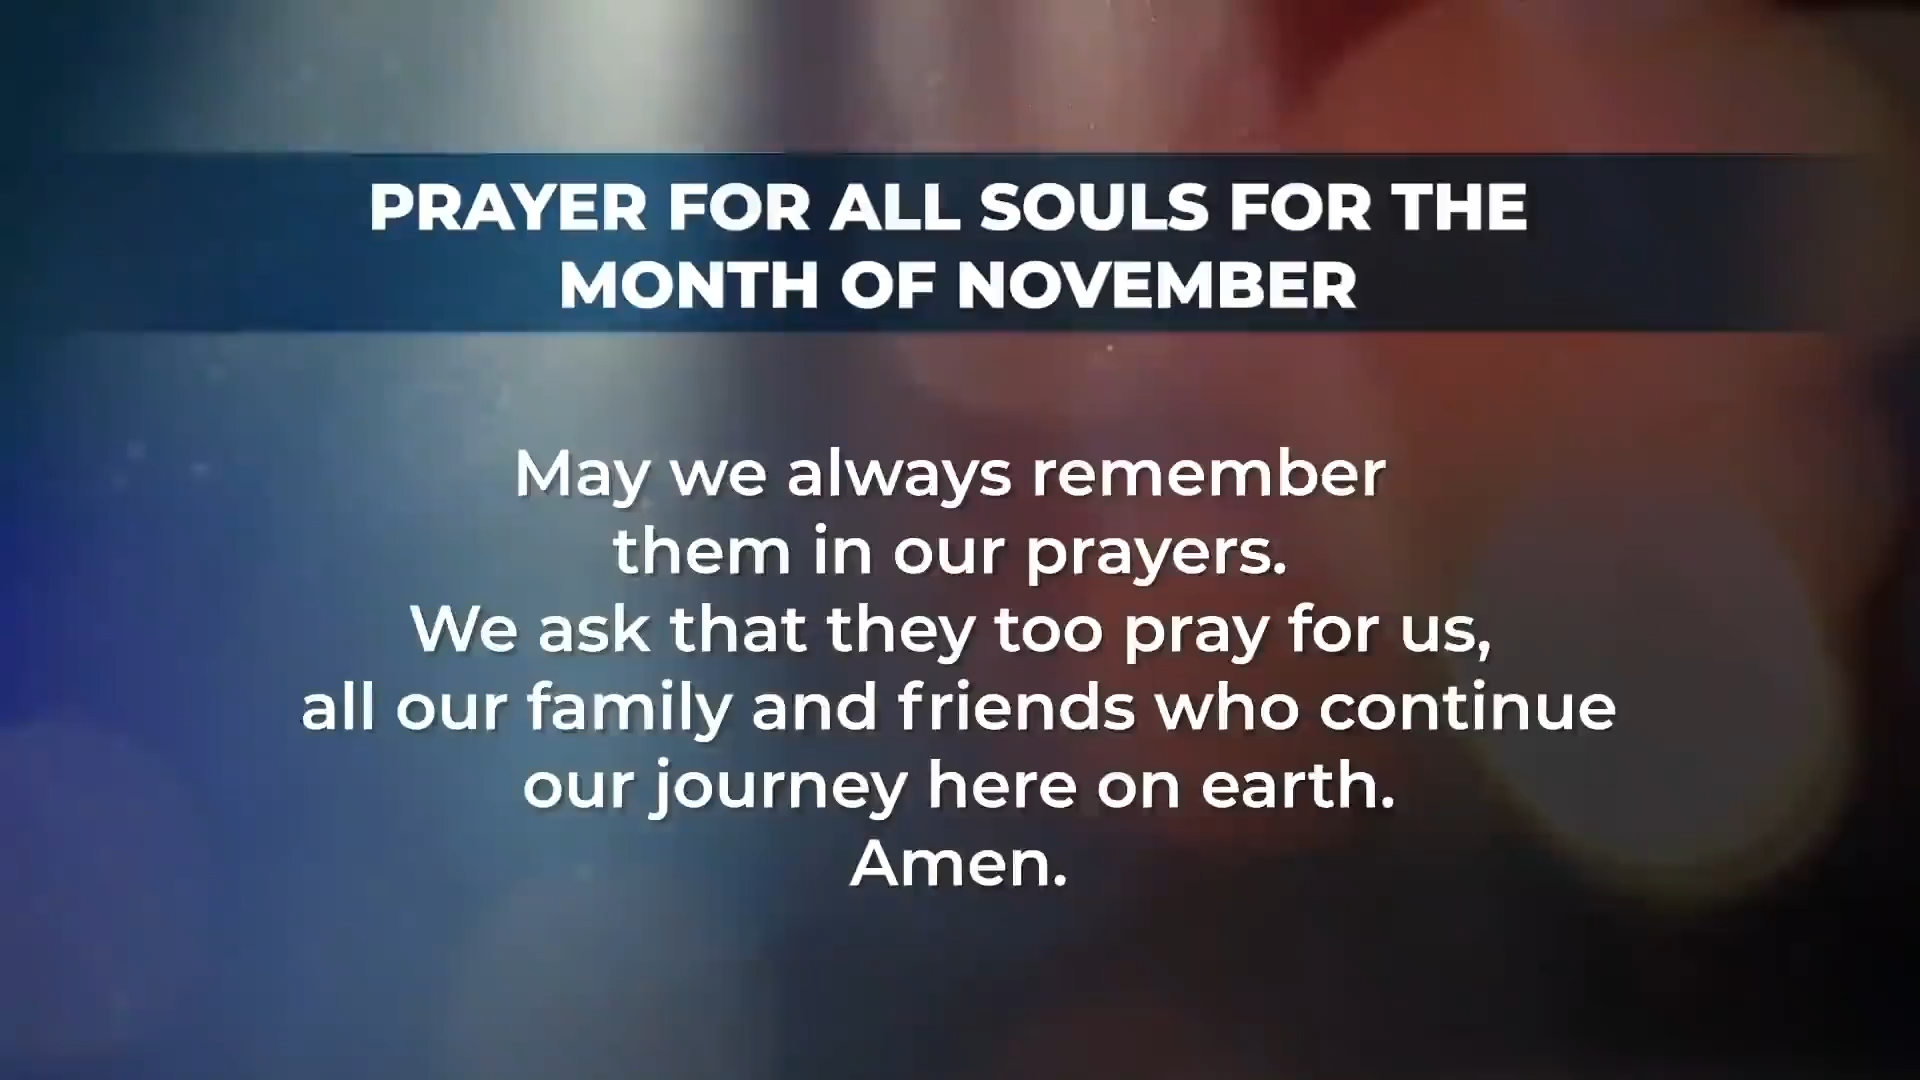 PRAYER FOR ALL SOULS FOR THE
MONTH OF NOVEMBER
May we always remember
them in our prayers.
We ask that they too pray for us,
all our family and friends who continue
our journey here on earth.
Amen.